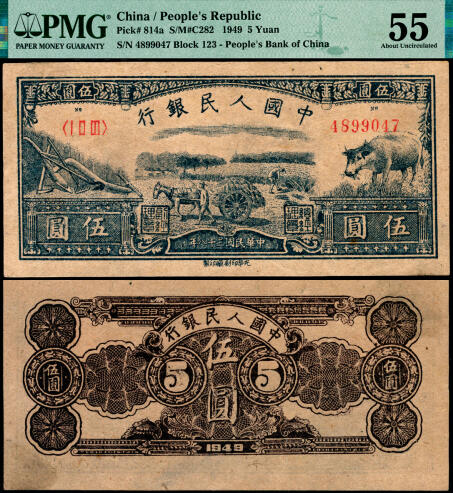 PMG
PAPER MONEY GUARANTY
China / People's Republic
Pick# 814a S/M#C282 1949 5 Yuan
S/N 4899047 Block 123 - People's Bank of China
55
About Uncirculated
圓伍
圓伍
行銀民人國中
4899047
圓伍
圓伍
年八十三國民華中
行銀民人國中
伍圓
伍圓
5
5
伍圓
1949